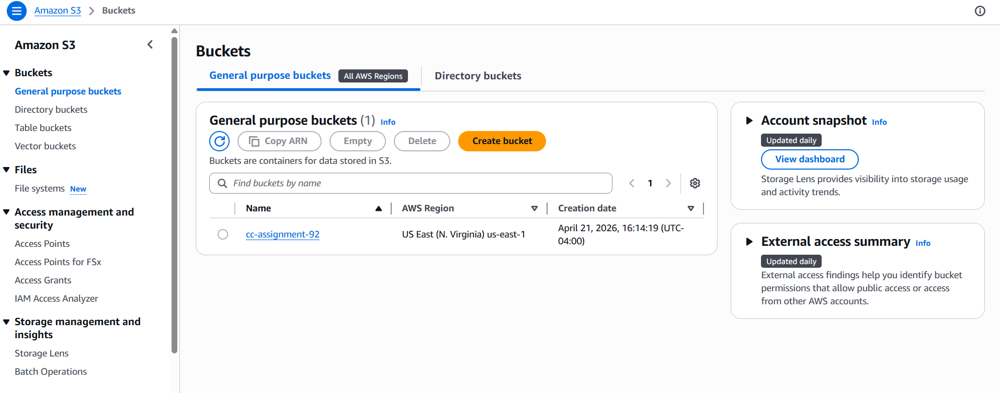 Amazon S3 > Buckets
Amazon S3
Buckets
General purpose buckets
Directory buckets
Table buckets
Vector buckets
Files
File systems New
Access management and
security
Access Points
Access Points for FSx
Access Grants
IAM Access Analyzer
Storage management and
insights
Storage Lens
Batch Operations
Buckets
General purpose buckets All AWS Regions
Directory buckets
General purpose buckets (1) Info
Copy ARN
Empty
Delete
Create bucket
Buckets are containers for data stored in S3.
Find buckets by name
1
Name
AWS Region
Creation date
cc-assignment-92
US East (N. Virginia) us-east-1
April 21, 2026, 16:14:19 (UTC-
04:00)
Account snapshot Info
Updated daily
View dashboard
Storage Lens provides visibility into storage usage
and activity trends.
External access summary Info
Updated daily
External access findings help you identify bucket
permissions that allow public access or access
from other AWS accounts.